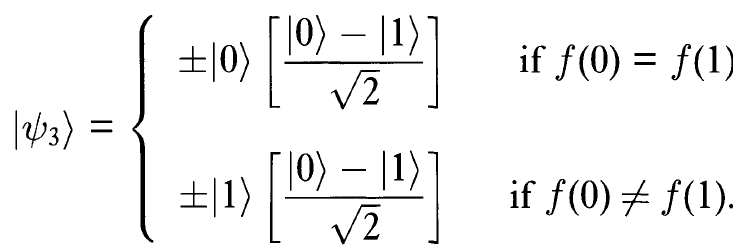 |ψ₃⟩ = { ±|0⟩ [ (|0⟩ − |1⟩) / √2 ] if f(0) = f(1)
±|1⟩ [ (|0⟩ − |1⟩) / √2 ] if f(0) ≠ f(1).